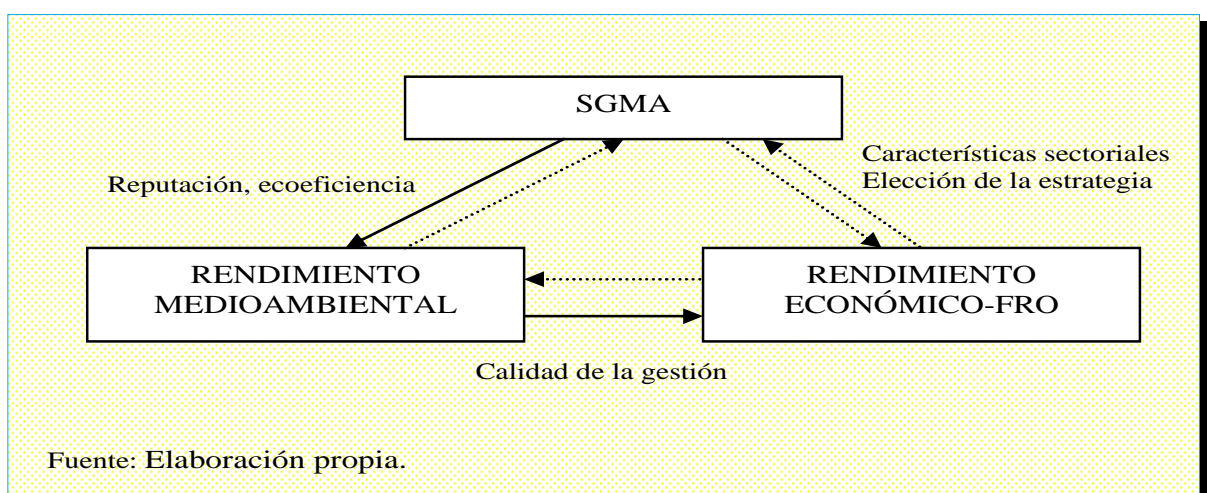 SGMA
Características sectoriales
Elección de la estrategia
Reputación, ecoeficiencia
RENDIMIENTO
MEDIOAMBIENTAL
RENDIMIENTO
ECONÓMICO-FRO
Calidad de la gestión
Fuente: Elaboración propia.